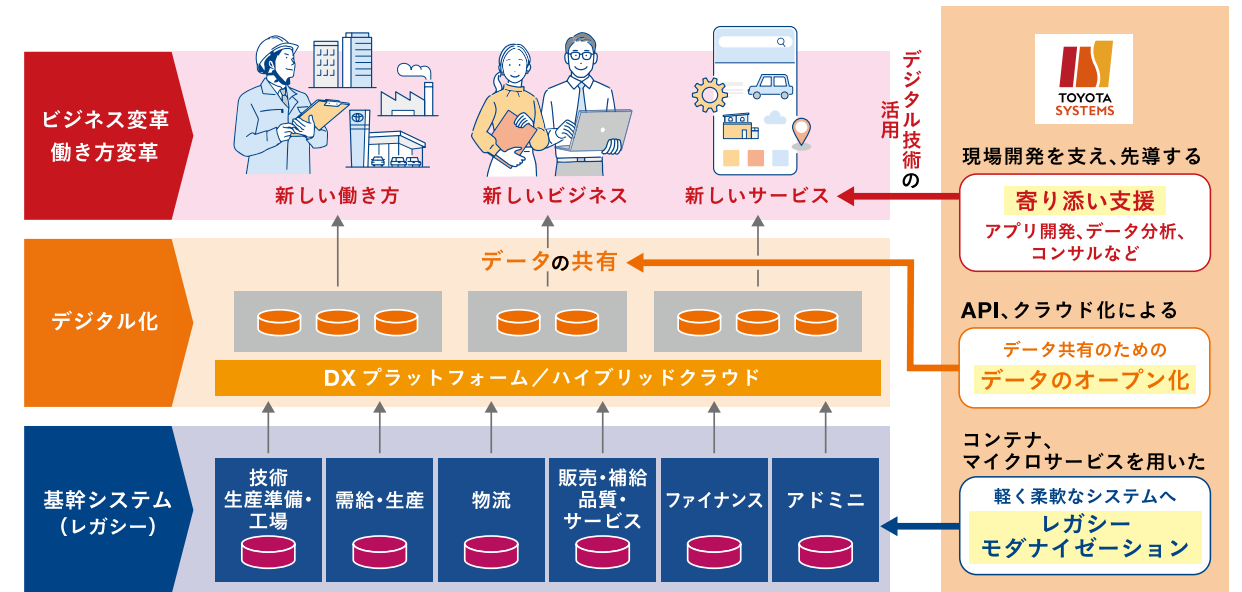 ビジネス変革
働き方変革
新しい働き方
新しいビジネス
新しいサービス
デジタル技術の
活用
デジタル化
データの共有
DX プラットフォーム／ハイブリッドクラウド
基幹システム
（レガシー）
技術
生産準備・
工場
需給・生産
物流
販売・補給
品質・
サービス
ファイナンス
アドミニ
TOYOTA
SYSTEMS
現場開発を支え、先導する
寄り添い支援
アプリ開発、データ分析、
コンサルなど
API、クラウド化による
データ共有のための
データのオープン化
コンテナ、
マイクロサービスを用いた
軽く柔軟なシステムへ
レガシー
モダナイゼーション